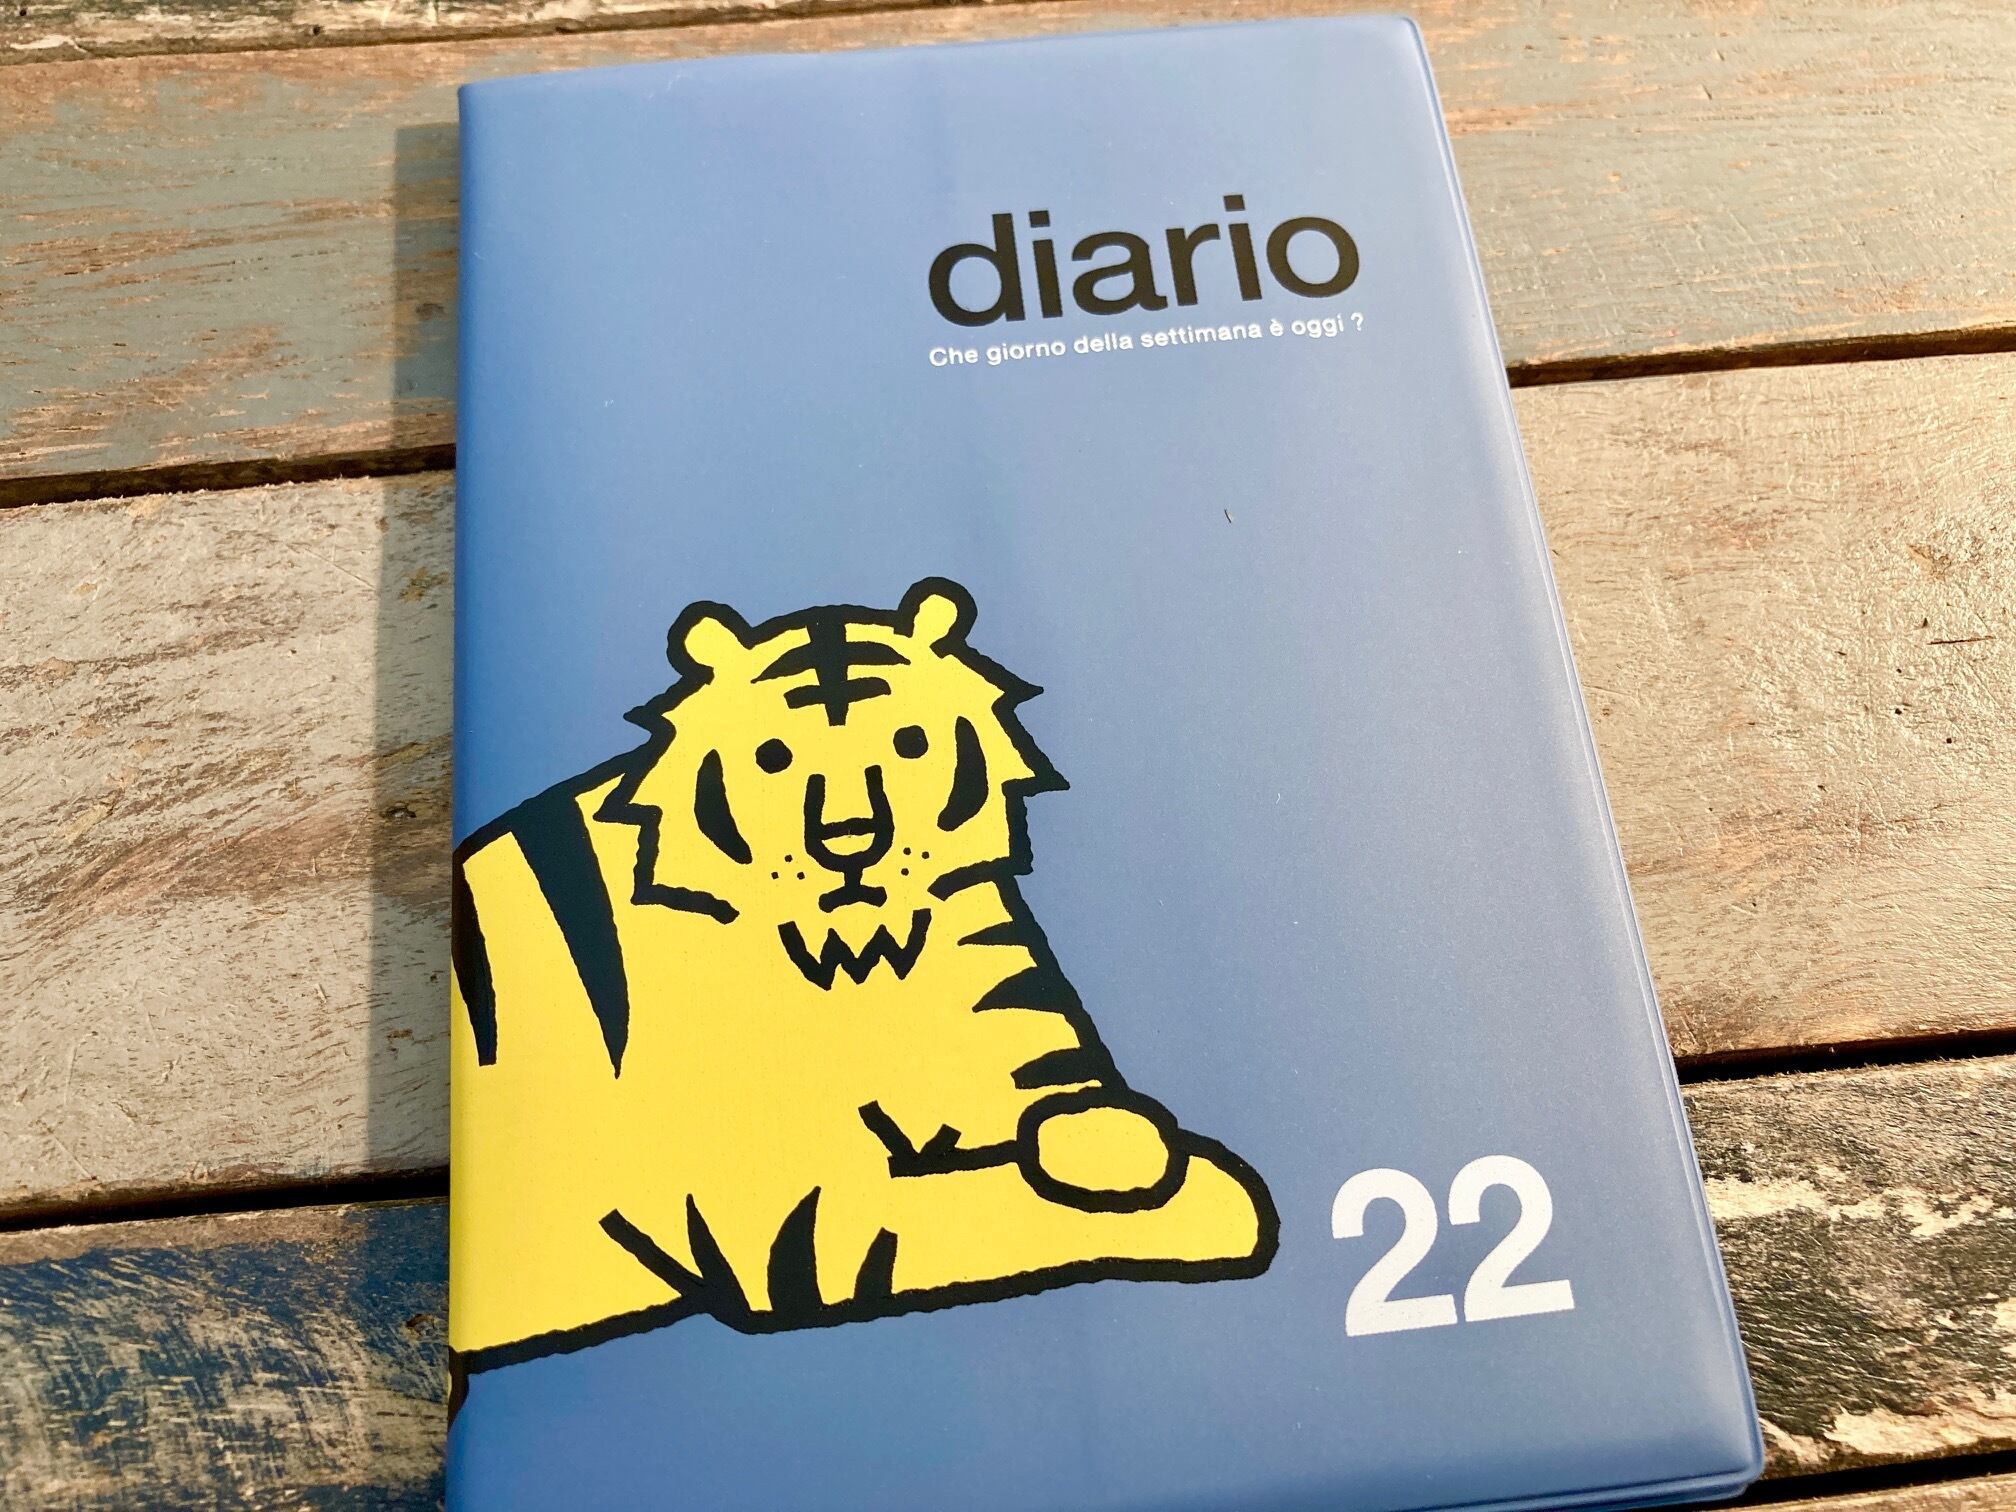 diario
Che giorno della settimana è oggi ?
22